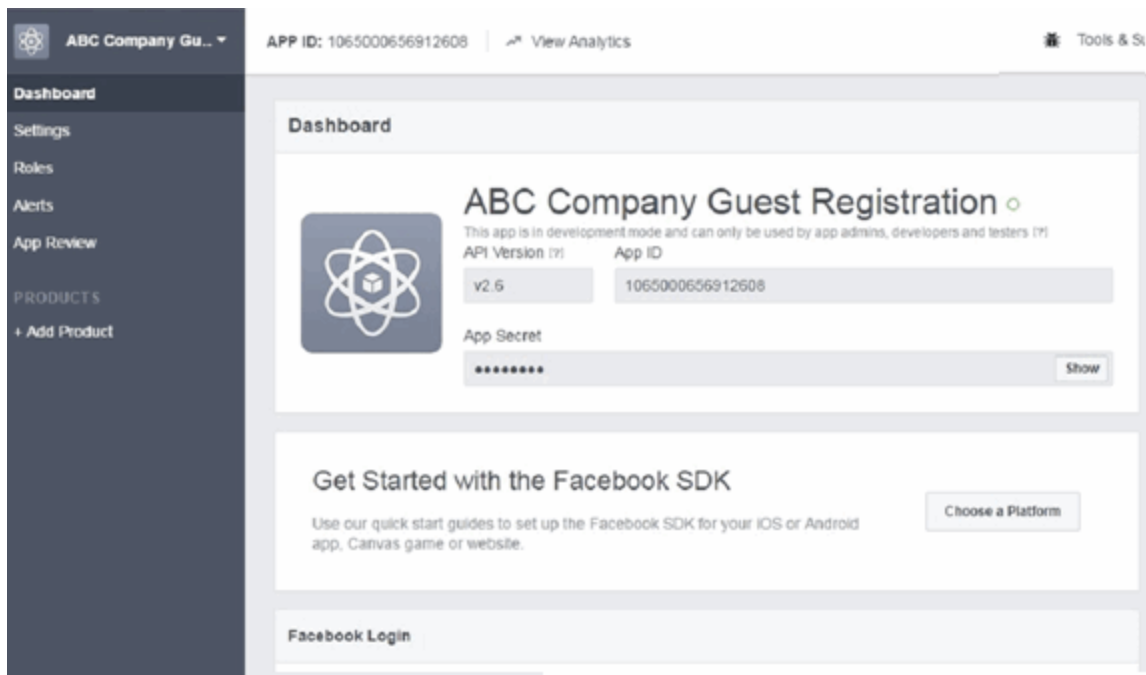 ABC Company Gu...
APP ID: 1065000656912608
View Analytics
Tools & Su
Dashboard
Settings
Roles
Alerts
App Review
PRODUCTS
+ Add Product
Dashboard
ABC Company Guest Registration
This app is in development mode and can only be used by app admins, developers and testers [?]
API Version [?]
App ID
v2.6
1065000656912608
App Secret
••••••••
Show
Get Started with the Facebook SDK
Use our quick start guides to set up the Facebook SDK for your iOS or Android
app, Canvas game or website.
Choose a Platform
Facebook Login